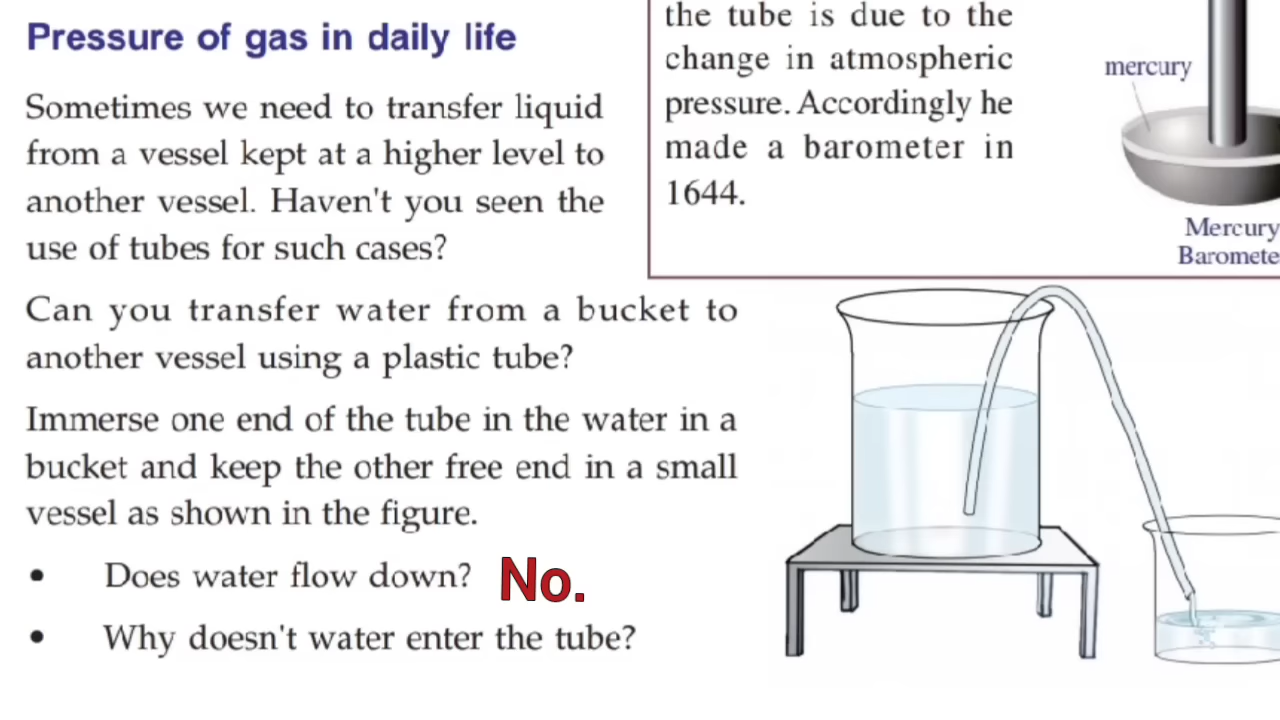 Pressure of gas in daily life
Sometimes we need to transfer liquid
from a vessel kept at a higher level to
another vessel. Haven't you seen the
use of tubes for such cases?
Can you transfer water from a bucket to
another vessel using a plastic tube?
Immerse one end of the tube in the water in a
bucket and keep the other free end in a small
vessel as shown in the figure.
• Does water flow down? No.
• Why doesn't water enter the tube?
the tube is due to the
change in atmospheric
pressure. Accordingly he
made a barometer in
1644.
mercury
Mercury
Baromete